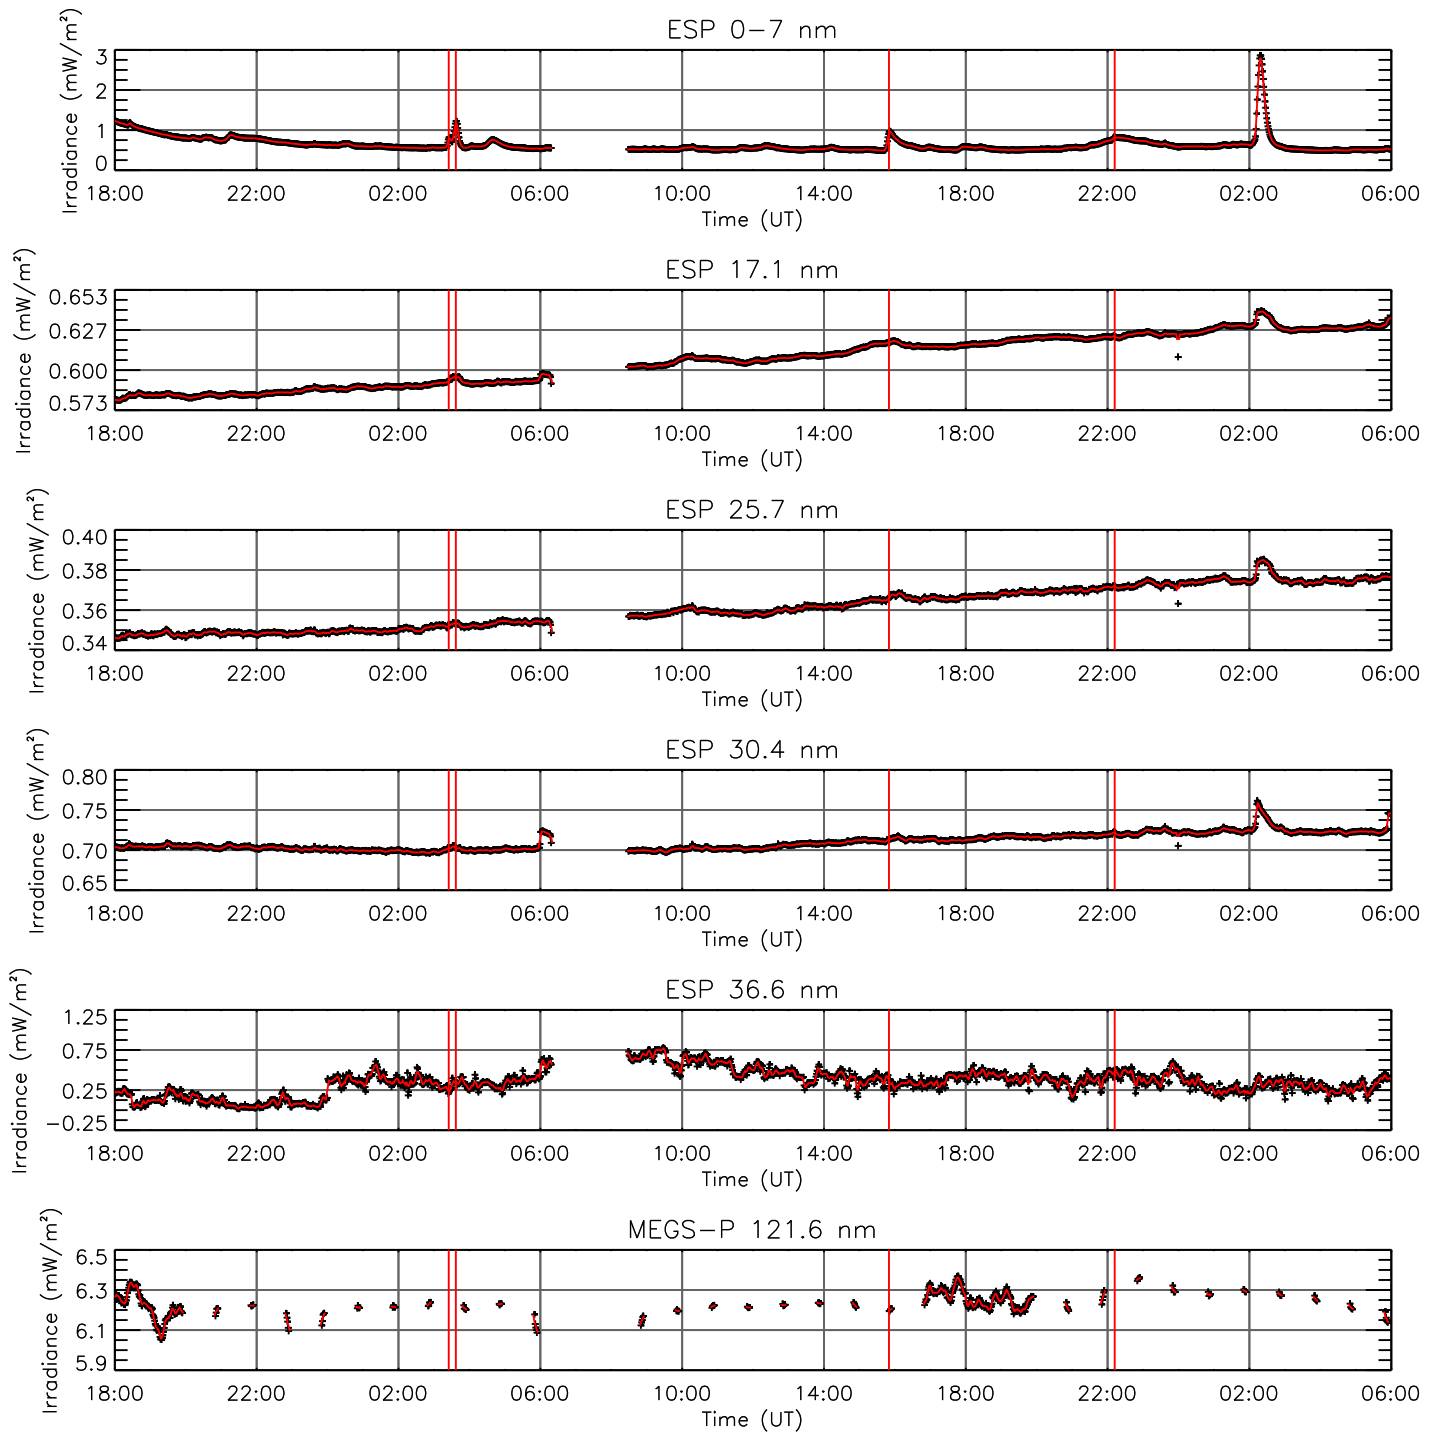 ESP 0−7 nm
Irradiance (mW/m²)
3
2
1
0
18:00 22:00 02:00 06:00 10:00 14:00 18:00 22:00 02:00 06:00
Time (UT)
ESP 17.1 nm
Irradiance (mW/m²)
0.653
0.627
0.600
0.573
18:00 22:00 02:00 06:00 10:00 14:00 18:00 22:00 02:00 06:00
Time (UT)
ESP 25.7 nm
Irradiance (mW/m²)
0.40
0.38
0.36
0.34
18:00 22:00 02:00 06:00 10:00 14:00 18:00 22:00 02:00 06:00
Time (UT)
ESP 30.4 nm
Irradiance (mW/m²)
0.80
0.75
0.70
0.65
18:00 22:00 02:00 06:00 10:00 14:00 18:00 22:00 02:00 06:00
Time (UT)
ESP 36.6 nm
Irradiance (mW/m²)
1.25
0.75
0.25
−0.25
18:00 22:00 02:00 06:00 10:00 14:00 18:00 22:00 02:00 06:00
Time (UT)
MEGS−P 121.6 nm
Irradiance (mW/m²)
6.5
6.3
6.1
5.9
18:00 22:00 02:00 06:00 10:00 14:00 18:00 22:00 02:00 06:00
Time (UT)